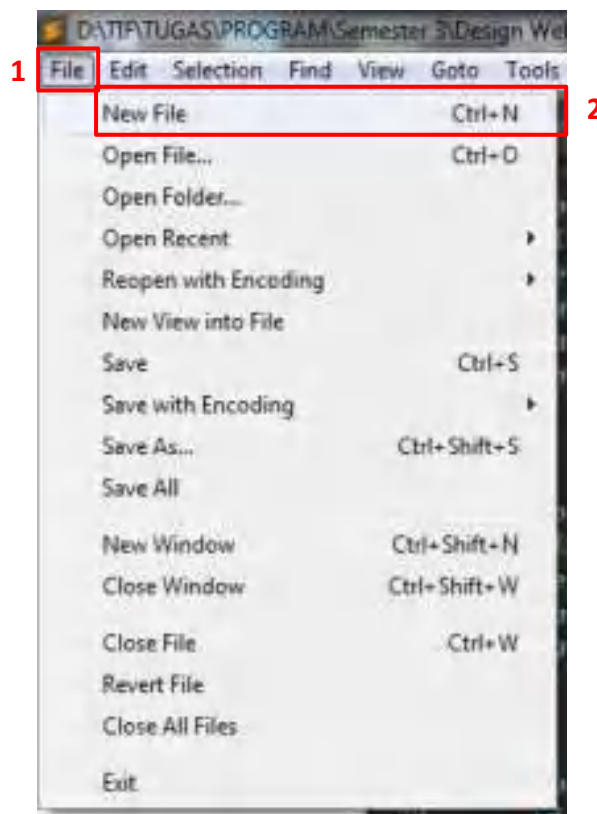 D:\TIF\TUGAS\PROGRAM\Semester 3\Design We
1 File Edit Selection Find View Goto Tools
New File Ctrl+N 2
Open File... Ctrl+O
Open Folder...
Open Recent
Reopen with Encoding
New View into File
Save Ctrl+S
Save with Encoding
Save As... Ctrl+Shift+S
Save All
New Window Ctrl+Shift+N
Close Window Ctrl+Shift+W
Close File Ctrl+W
Revert File
Close All Files
Exit